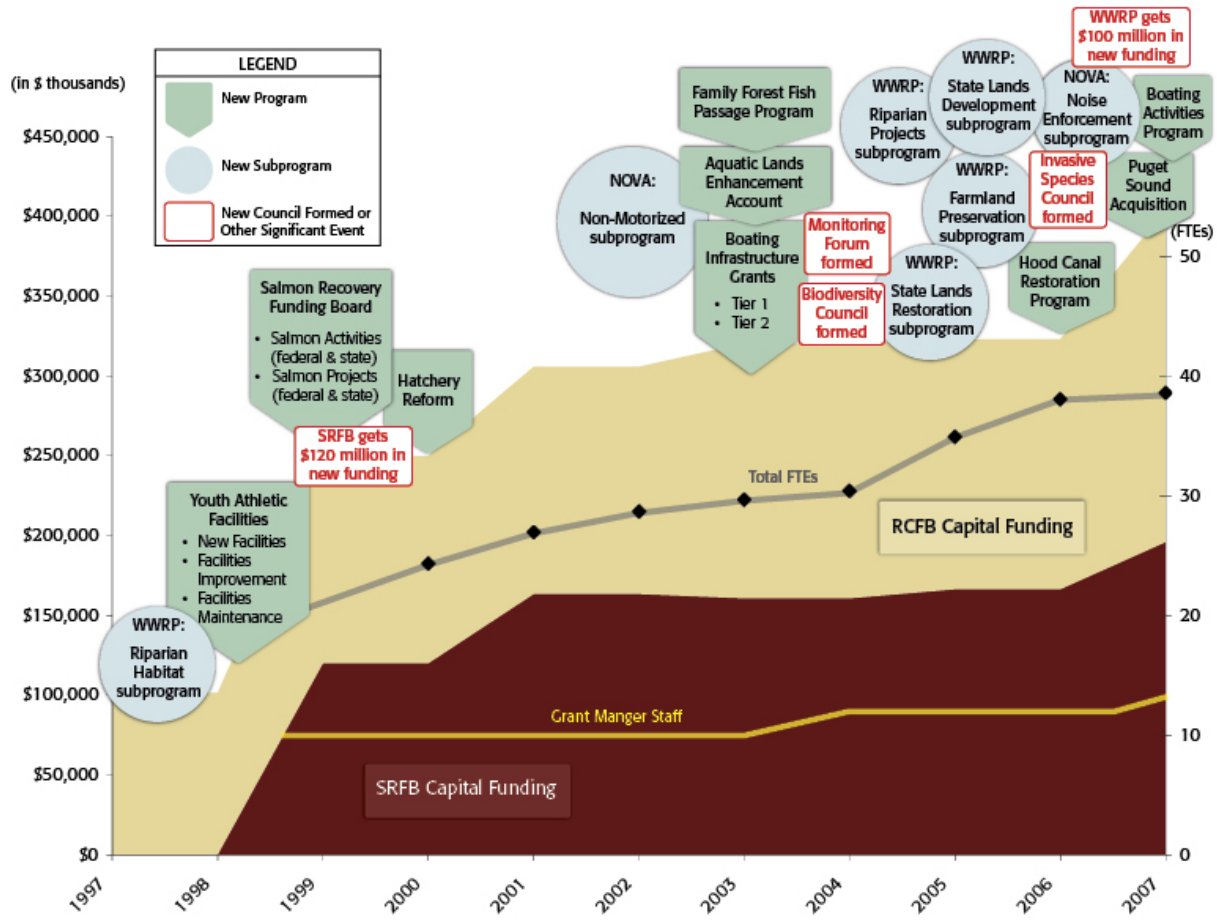 (in $ thousands)
LEGEND
New Program
New Subprogram
New Council Formed or
Other Significant Event
$450,000
$400,000
$350,000
$300,000
$250,000
$200,000
$150,000
$100,000
$50,000
$0
WWRP:
Riparian
Habitat
subprogram
Youth Athletic
Facilities
• New Facilities
• Facilities
Improvement
• Facilities
Maintenance
Salmon Recovery
Funding Board
• Salmon Activities
(federal & state)
• Salmon Projects
(federal & state)
SRFB gets
$120 million in
new funding
Hatchery
Reform
NOVA:
Non-Motorized
subprogram
Family Forest Fish
Passage Program
Aquatic Lands
Enhancement
Account
Boating
Infrastructure
Grants
• Tier 1
• Tier 2
Monitoring
Forum
formed
Biodiversity
Council
formed
WWRP:
Riparian
Projects
subprogram
WWRP:
State Lands
Development
subprogram
WWRP:
Farmland
Preservation
subprogram
WWRP:
State Lands
Restoration
subprogram
NOVA:
Noise
Enforcement
subprogram
Invasive
Species
Council
formed
Hood Canal
Restoration
Program
WWRP gets
$100 million in
new funding
Boating
Activities
Program
Puget
Sound
Acquisition
(FTEs)
50
40
30
20
10
0
Total FTEs
RCFB Capital Funding
Grant Manger Staff
SRFB Capital Funding
1997
1998
1999
2000
2001
2002
2003
2004
2005
2006
2007